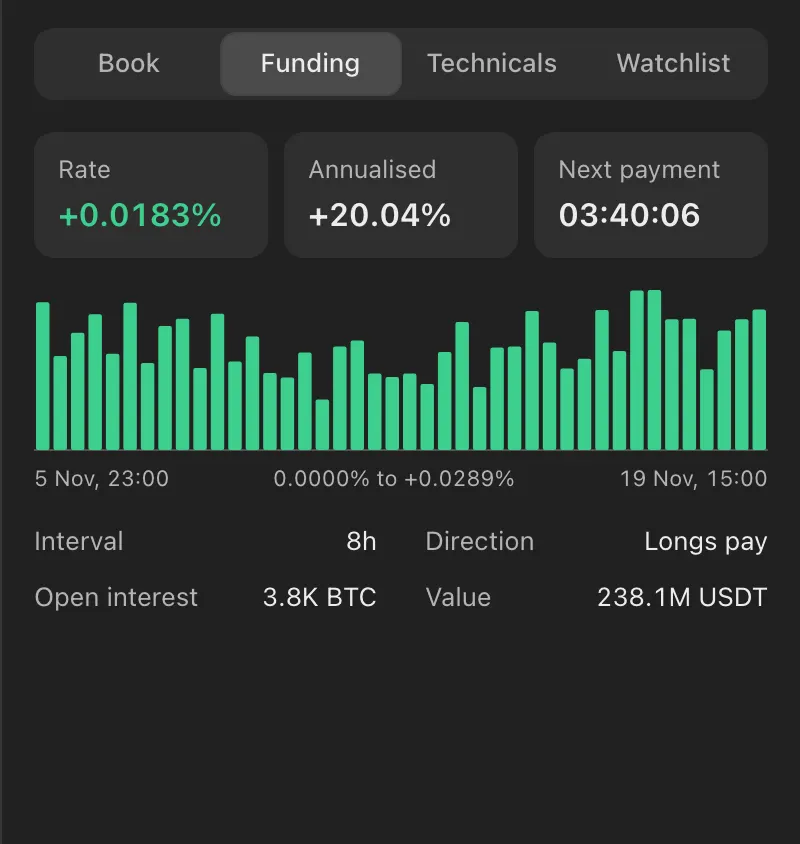 Book Funding Technicals Watchlist
Rate Annualised Next payment
+0.0183% +20.04% 03:40:06
5 Nov, 23:00 0.0000% to +0.0289% 19 Nov, 15:00
Interval 8h Direction Longs pay
Open interest 3.8K BTC Value 238.1M USDT